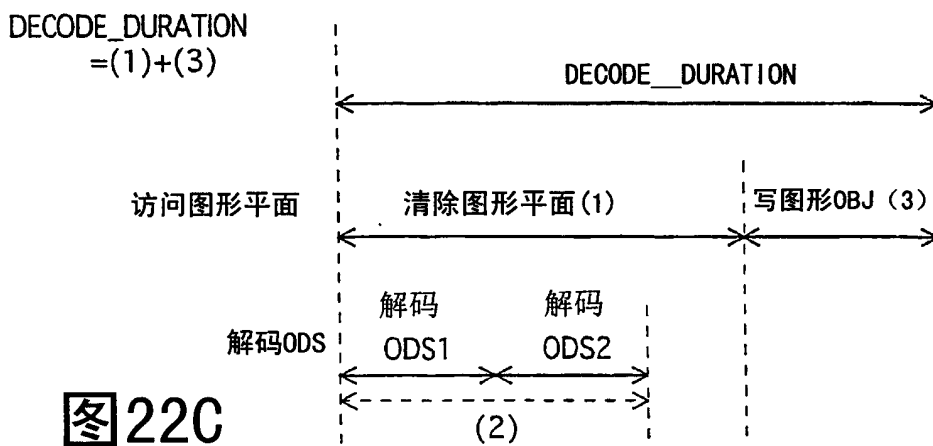 DECODE_DURATION
=(1)+(3)
DECODE__DURATION
访问图形平面
清除图形平面(1)
写图形OBJ（3）
解码 解码
解码ODS ODS1 ODS2
(2)
图22C